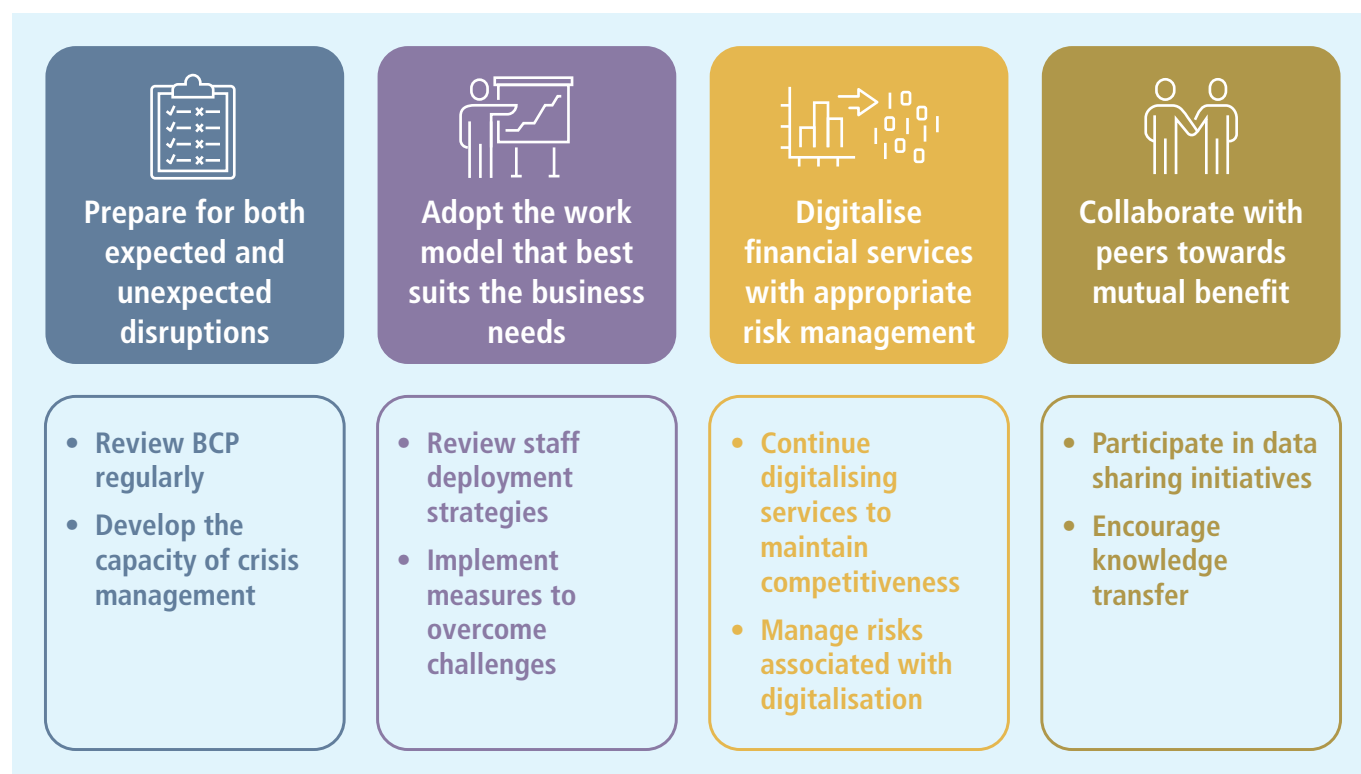 Prepare for both
expected and
unexpected
disruptions
Adopt the work
model that best
suits the business
needs
Digitalise
financial services
with appropriate
risk management
Collaborate with
peers towards
mutual benefit
• Review BCP
regularly
• Develop the
capacity of crisis
management
• Review staff
deployment
strategies
• Implement
measures to
overcome
challenges
• Continue
digitalising
services to
maintain
competitiveness
• Manage risks
associated with
digitalisation
• Participate in data
sharing initiatives
• Encourage
knowledge
transfer